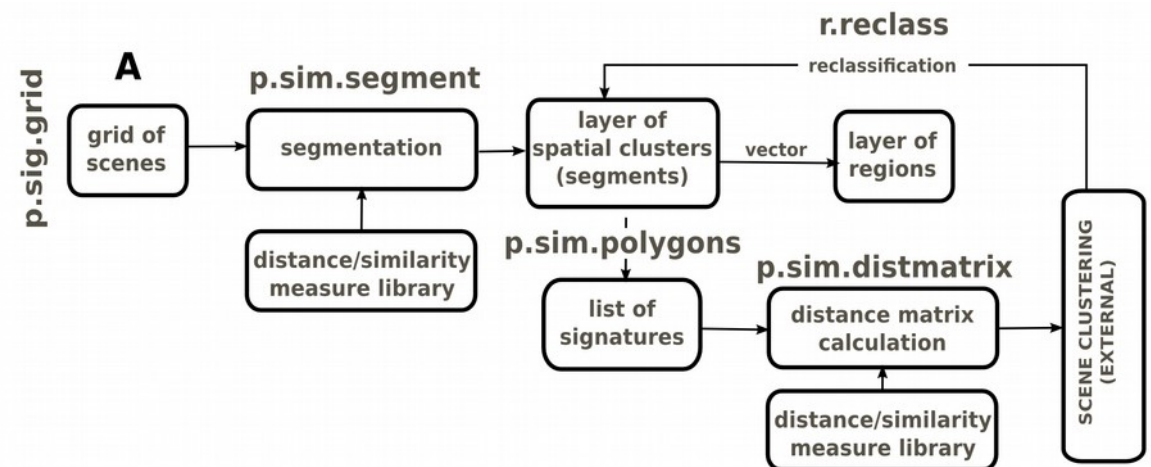 r.reclass
reclassification
A
p.sig.grid
grid of
scenes
p.sim.segment
segmentation
distance/similarity
measure library
layer of
spatial clusters
(segments)
vector
layer of
regions
p.sim.polygons
list of
signatures
p.sim.distmatrix
distance matrix
calculation
distance/similarity
measure library
SCENE CLUSTERING
(EXTERNAL)